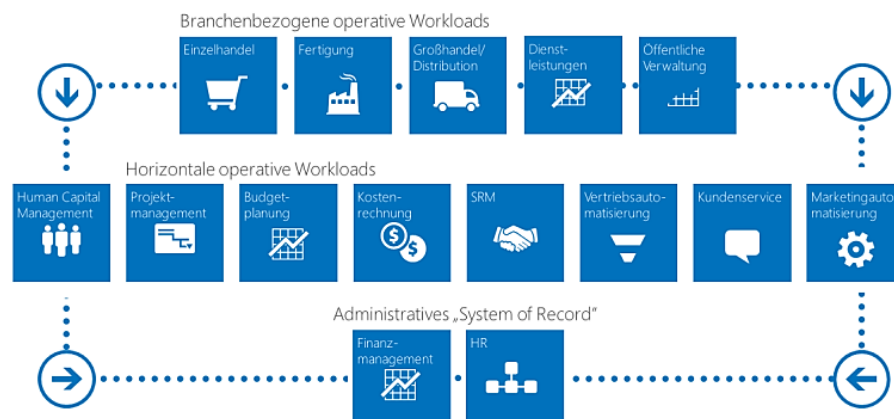 Branchenbezogene operative Workloads
Einzelhandel
Fertigung
Großhandel/
Distribution
Dienst-
leistungen
Öffentliche
Verwaltung
Horizontale operative Workloads
Human Capital
Management
Projekt-
management
Budget-
planung
Kosten-
rechnung
SRM
Vertriebsauto-
matisierung
Kundenservice
Marketingauto
matisierung
Administratives „System of Record“
Finanz-
management
HR